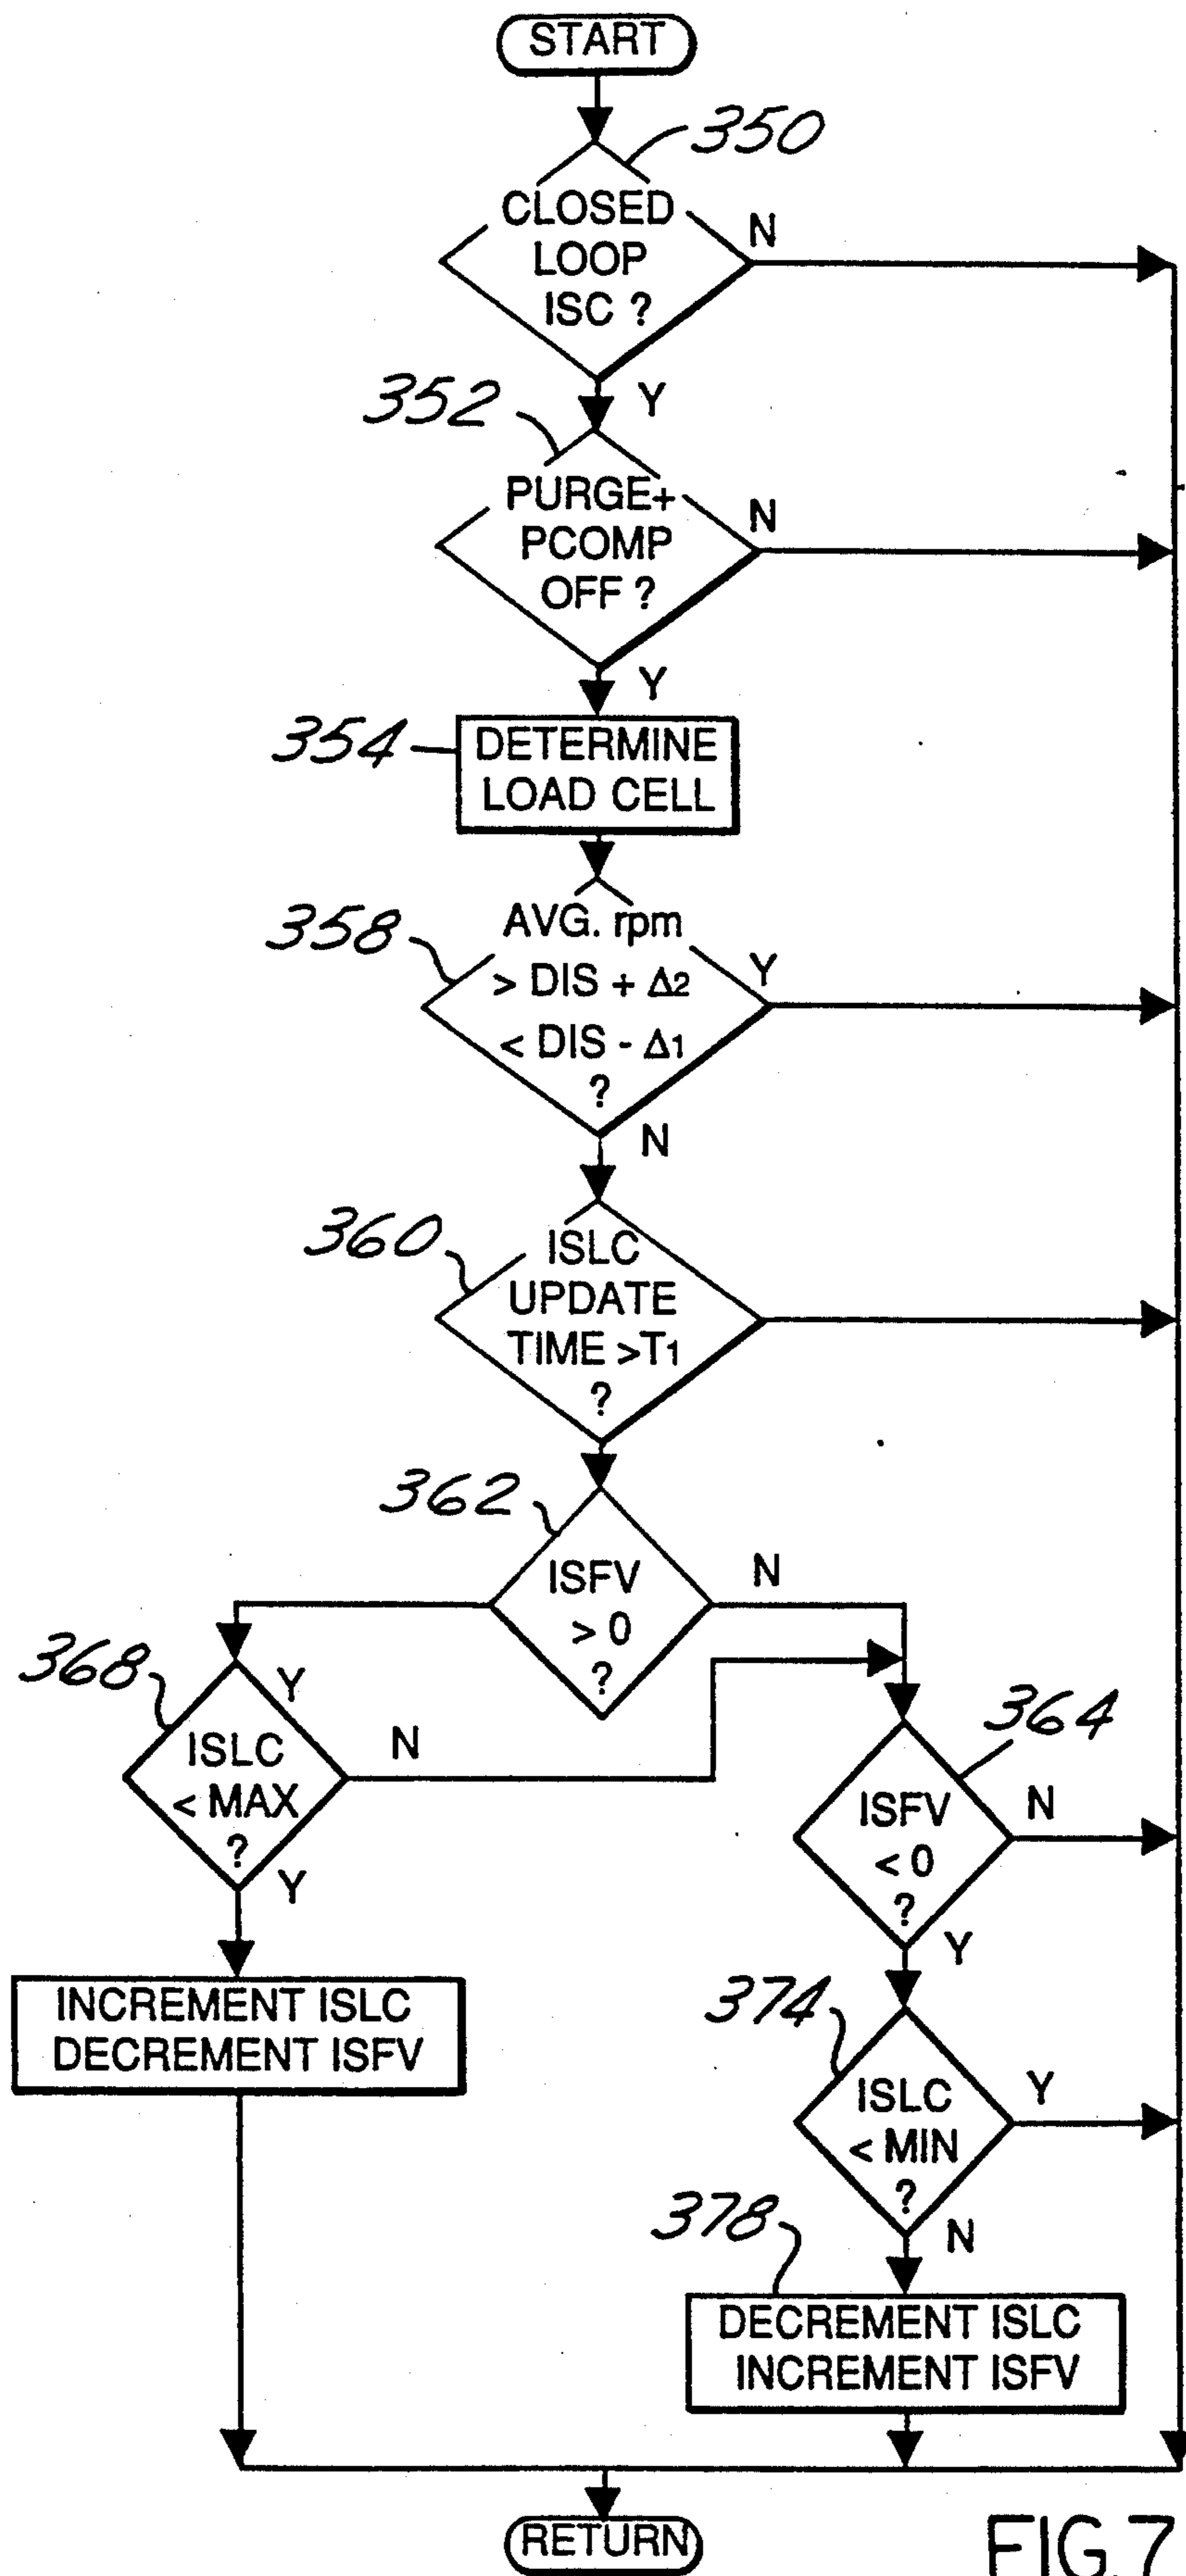 START
350
CLOSED
LOOP
ISC ?
N
Y
352
PURGE+
PCOMP
OFF ?
N
Y
354
DETERMINE
LOAD CELL
358
AVG. rpm
> DIS + Δ2
< DIS - Δ1
?
Y
N
360
ISLC
UPDATE
TIME >T1
?
362
ISFV
> 0
?
N
368
Y
ISLC
< MAX
?
N
Y
364
ISFV
< 0
?
N
Y
INCREMENT ISLC
DECREMENT ISFV
374
ISLC
< MIN
?
Y
N
378
DECREMENT ISLC
INCREMENT ISFV
RETURN
FIG.7